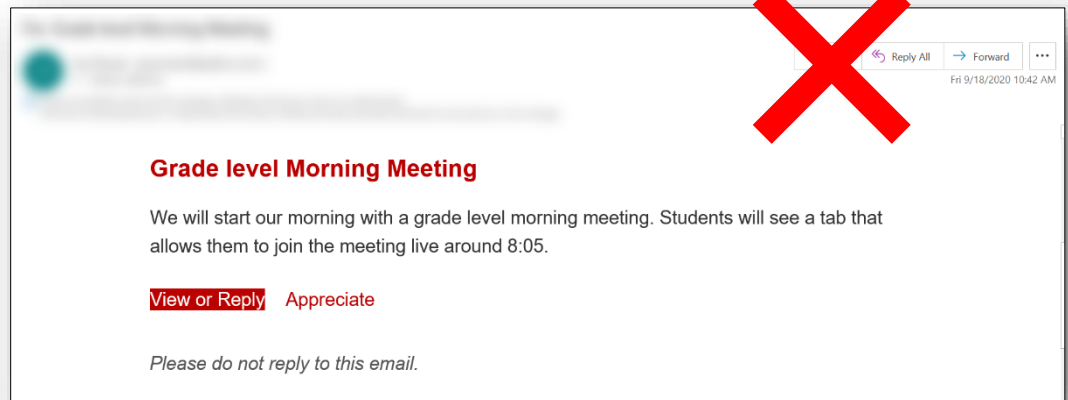 Reply All
Forward
Fri 9/18/2020 10:42 AM
Grade level Morning Meeting
We will start our morning with a grade level morning meeting. Students will see a tab that
allows them to join the meeting live around 8:05.
View or Reply Appreciate
Please do not reply to this email.